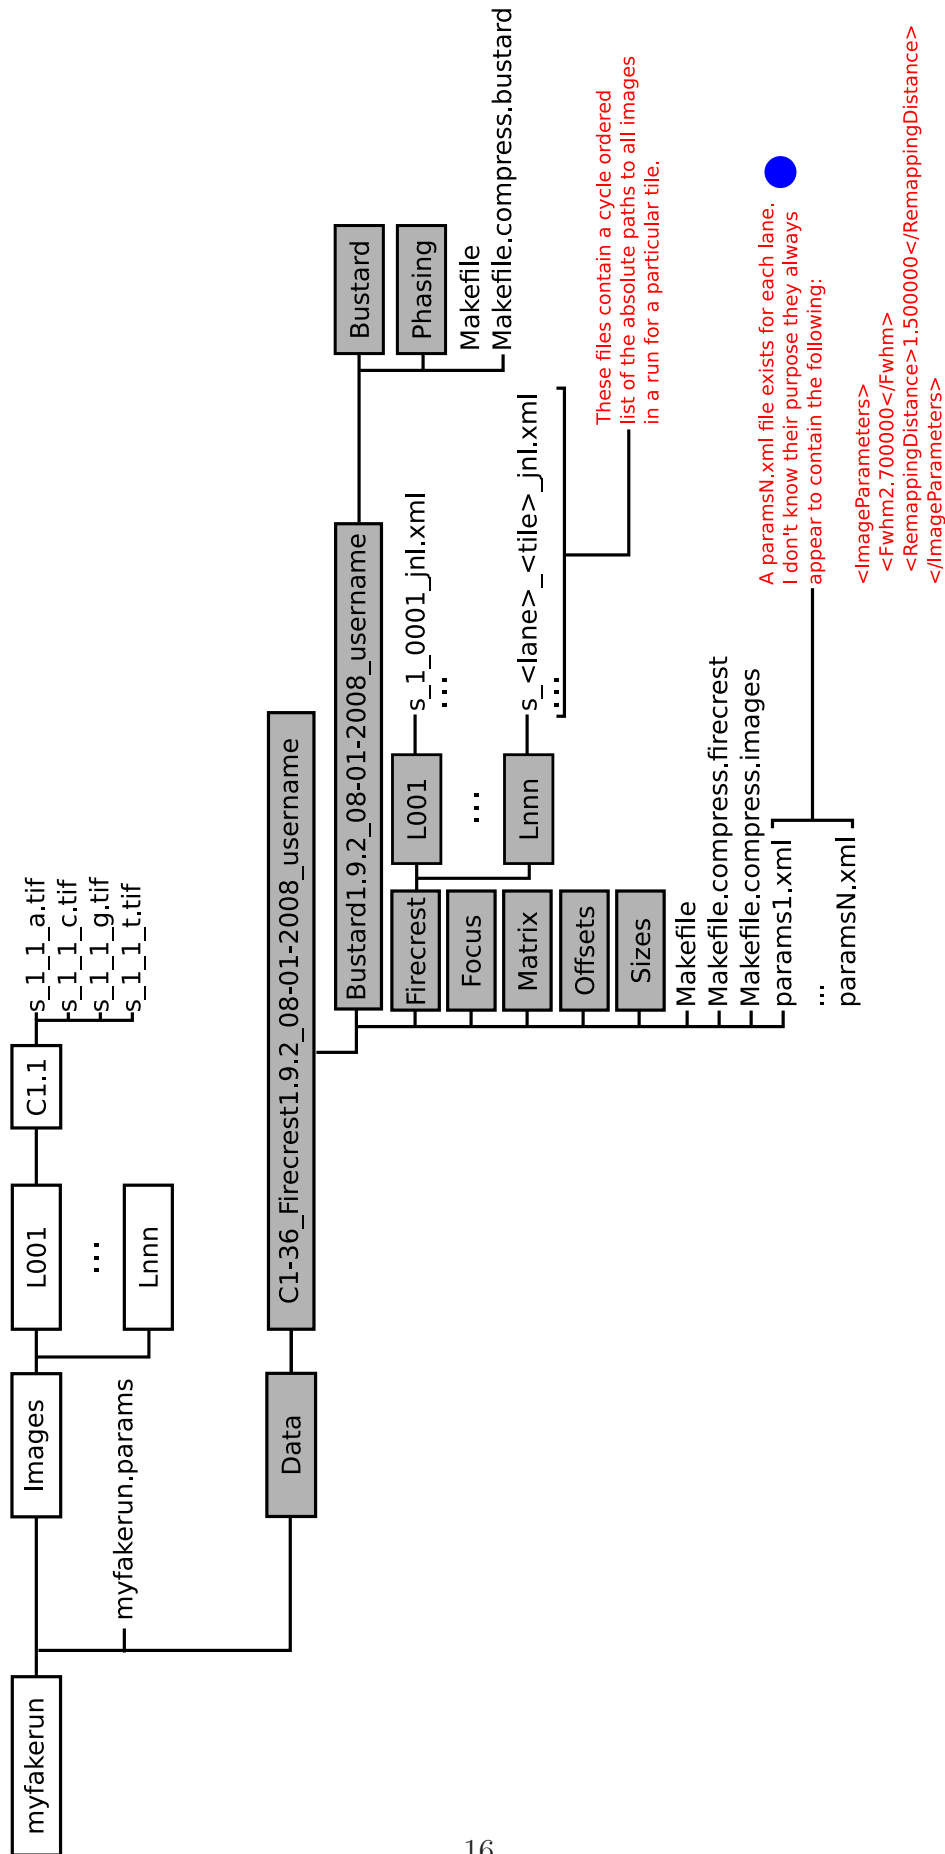 myfakerun
Images
L001
...
Lnnn
C1.1
s_1_1_a.tif
s_1_1_c.tif
s_1_1_g.tif
s_1_1_t.tif
myfakerun.params
Data
C1-36_Firecrest1.9.2_08-01-2008_username
Bustard1.9.2_08-01-2008_username
Bustard
Phasing
Makefile
Makefile.compress.bustard
Firecrest
L001
s_1_0001_jnl.xml
...
...
Lnnn
s_<lane>_<tile>_jnl.xml
...
These files contain a cycle ordered
list of the absolute paths to all images
in a run for a particular tile.
Focus
Matrix
Offsets
Sizes
Makefile
Makefile.compress.firecrest
Makefile.compress.images
params1.xml
...
paramsN.xml
A paramsN.xml file exists for each lane.
I don't know their purpose they always
appear to contain the following:
<ImageParameters>
<Fwhm2.700000</Fwhm>
<RemappingDistance>1.500000</RemappingDistance>
</ImageParameters>
16